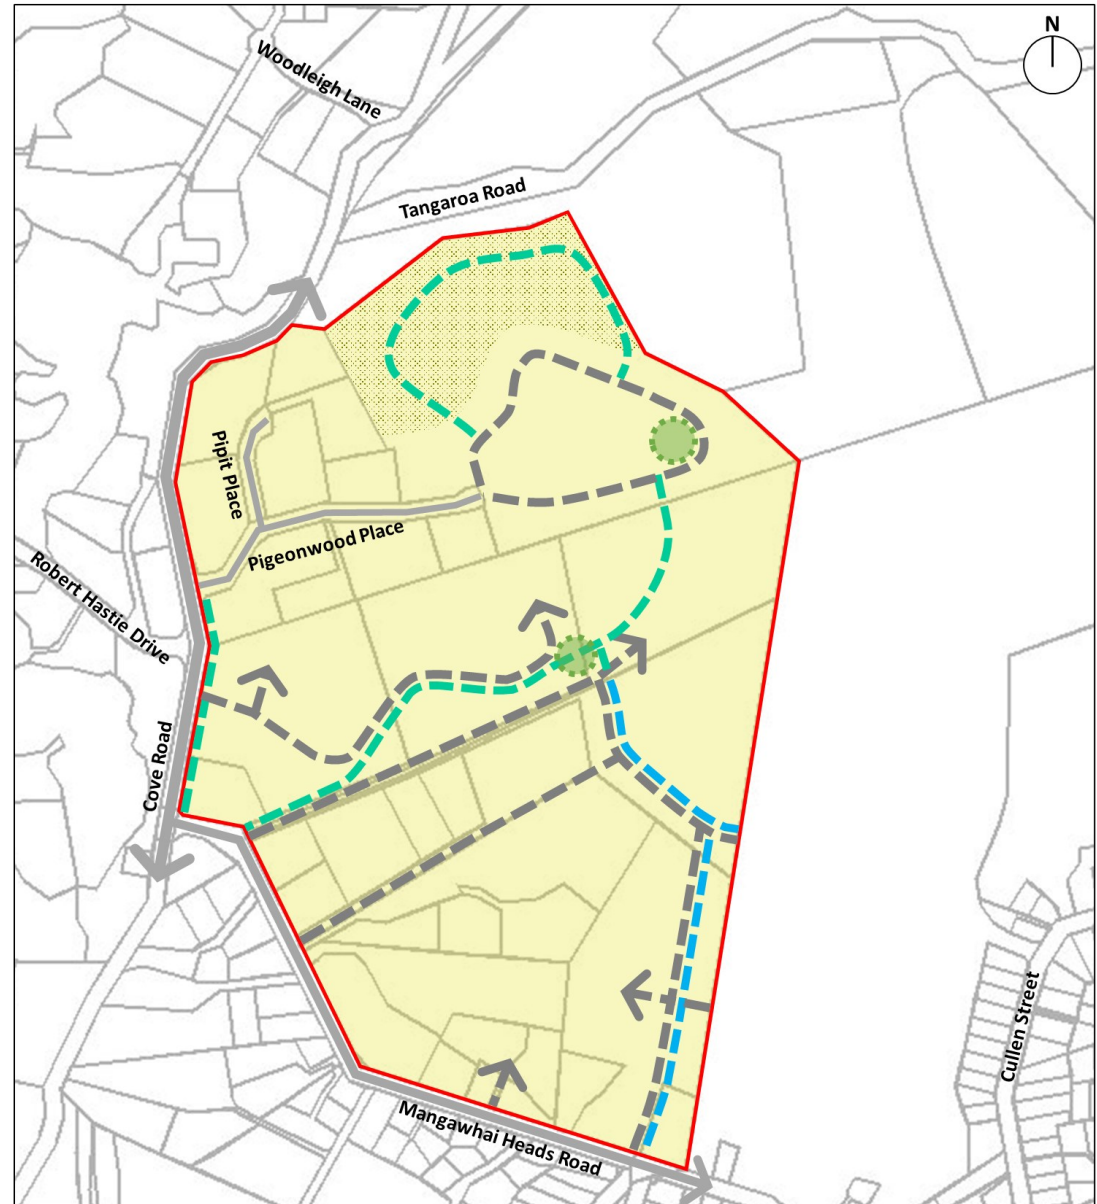 N
Woodleigh Lane
Tangaroa Road
Pipit Place
Pigeonwood Place
Robert Hastie Drive
Cove Road
Cullen Street
Mangawhai Heads Road